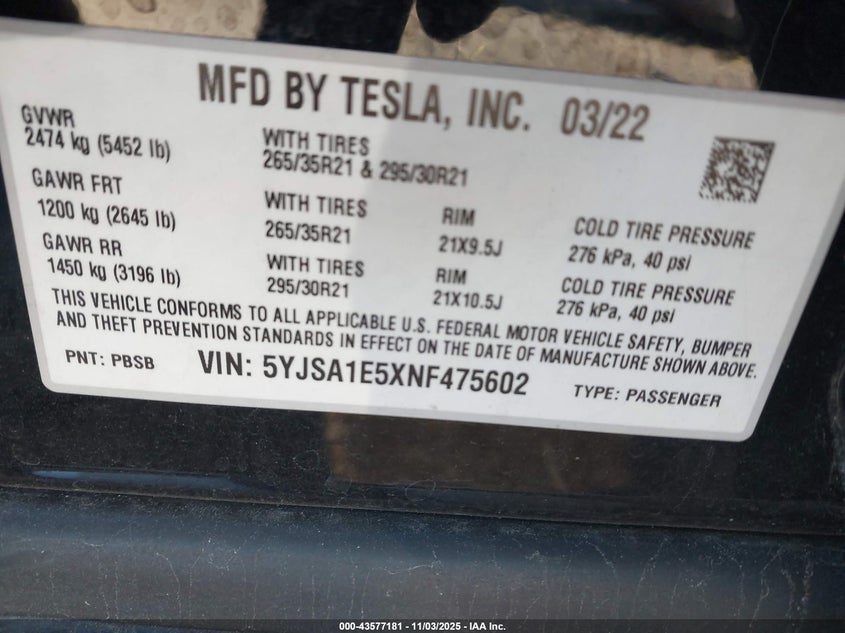 MFD BY TESLA, INC. 03/22
GVWR
2474 kg (5452 lb)
WITH TIRES
265/35R21 & 295/30R21
GAWR FRT
1200 kg (2645 lb)
WITH TIRES
265/35R21
RIM
21X9.5J
COLD TIRE PRESSURE
276 kPa, 40 psi
GAWR RR
1450 kg (3196 lb)
WITH TIRES
295/30R21
RIM
21X10.5J
COLD TIRE PRESSURE
276 kPa, 40 psi
THIS VEHICLE CONFORMS TO ALL APPLICABLE U.S. FEDERAL MOTOR VEHICLE SAFETY, BUMPER
AND THEFT PREVENTION STANDARDS IN EFFECT ON THE DATE OF MANUFACTURE SHOWN ABOVE.
PNT: PBSB VIN: 5YJSA1E5XNF475602 TYPE: PASSENGER
000-43577181 - 11/03/2025 - IAA Inc.